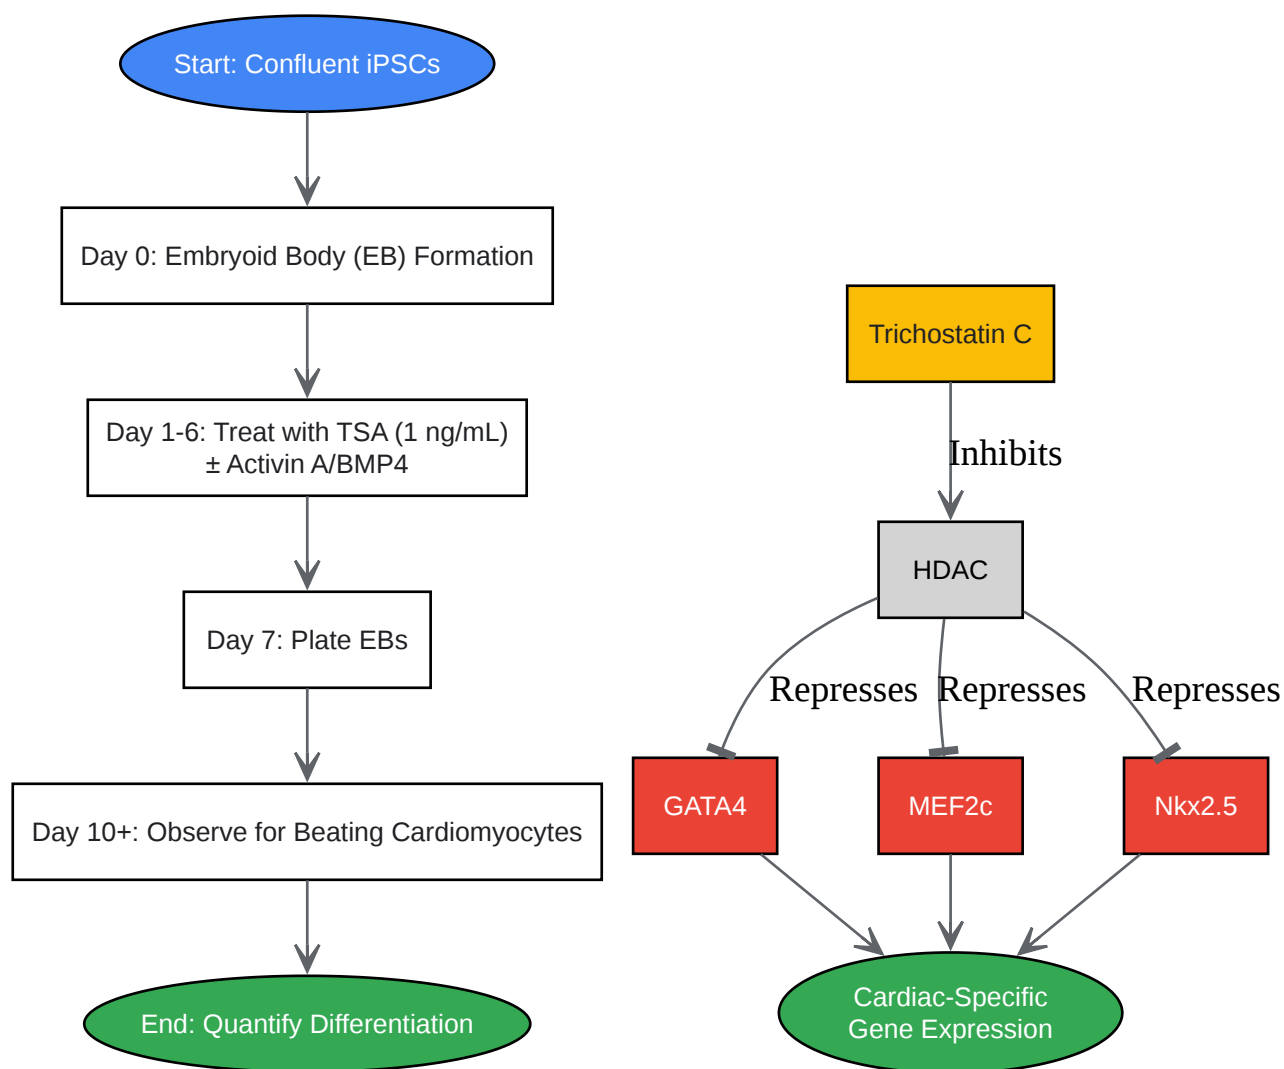 Start: Confluent iPSCs
Day 0: Embryoid Body (EB) Formation
Day 1-6: Treat with TSA (1 ng/mL)
± Activin A/BMP4
Day 7: Plate EBs
Day 10+: Observe for Beating Cardiomyocytes
End: Quantify Differentiation
Trichostatin C
Inhibits
HDAC
Represses
Represses
Represses
GATA4
MEF2c
Nkx2.5
Cardiac-Specific
Gene Expression